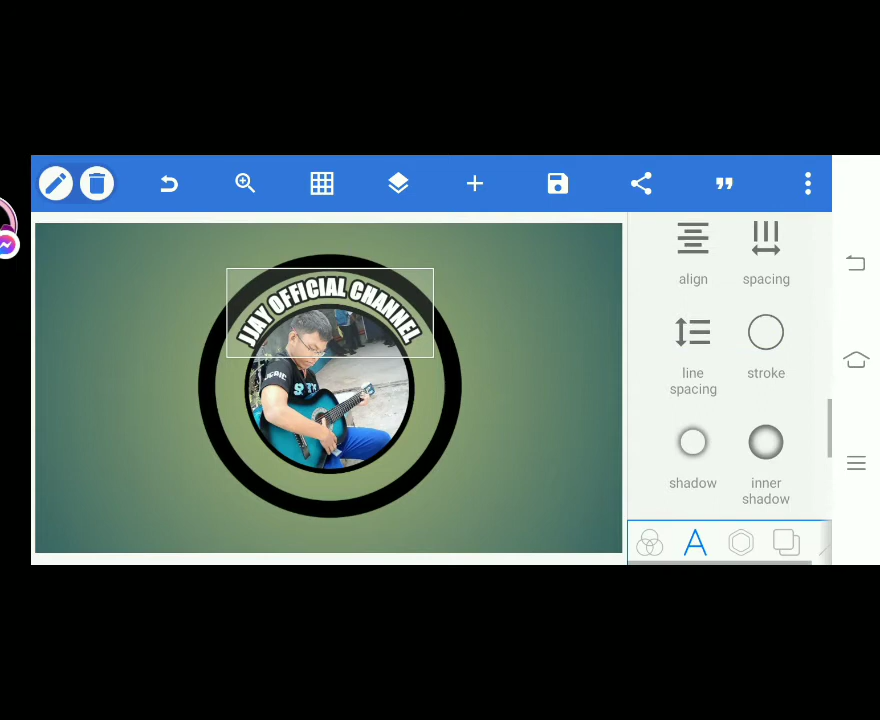 JJAY OFFICIAL CHANNEL
align
spacing
line
spacing
stroke
shadow
inner
shadow
A